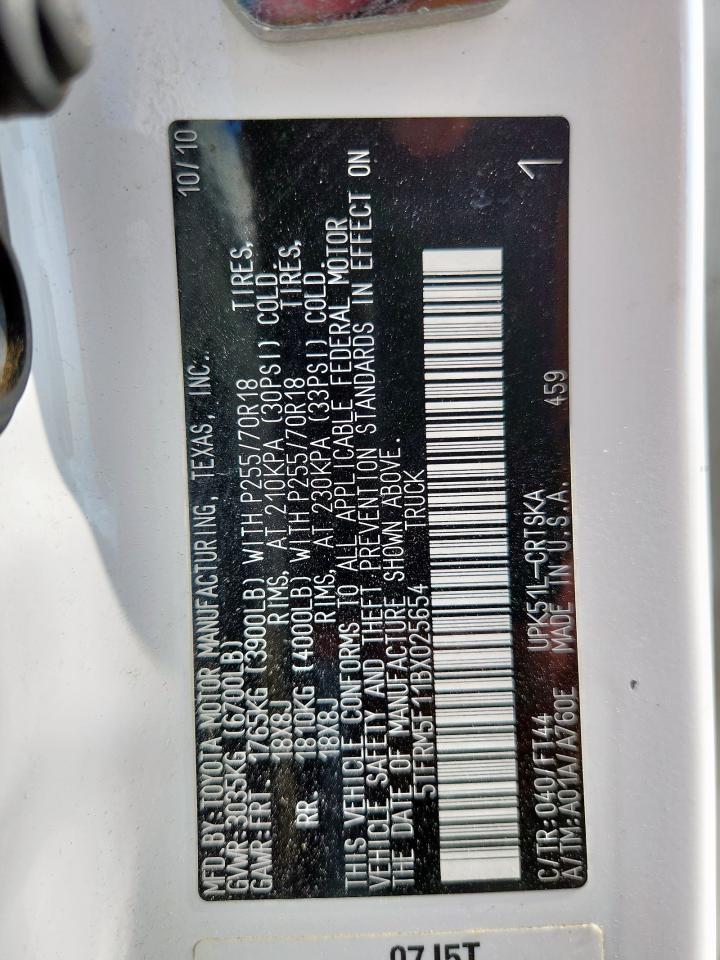 MFD. BY: TOYOTA MOTOR MANUFACTURING, TEXAS, INC. 10/10
GVWR: 3035KG (6700LB)
GAWR: FRT 1765KG (3900LB) WITH P255/70R18 TIRES,
18X8J RIMS, AT 210KPA (30PSI) COLD.
RR. 1810KG (4000LB) WITH P255/70R18 TIRES,
18X8J RIMS, AT 230KPA (33PSI) COLD.
THIS VEHICLE CONFORMS TO ALL APPLICABLE FEDERAL MOTOR
VEHICLE SAFETY AND THEFT PREVENTION STANDARDS IN EFFECT ON
THE DATE OF MANUFACTURE SHOWN ABOVE.
5TFRM5F11BX025654 TRUCK
C/TR: 040/F144 UPK51L-CRTSKA 459 1
A/TM: A01A/A760E MADE IN U.S.A.